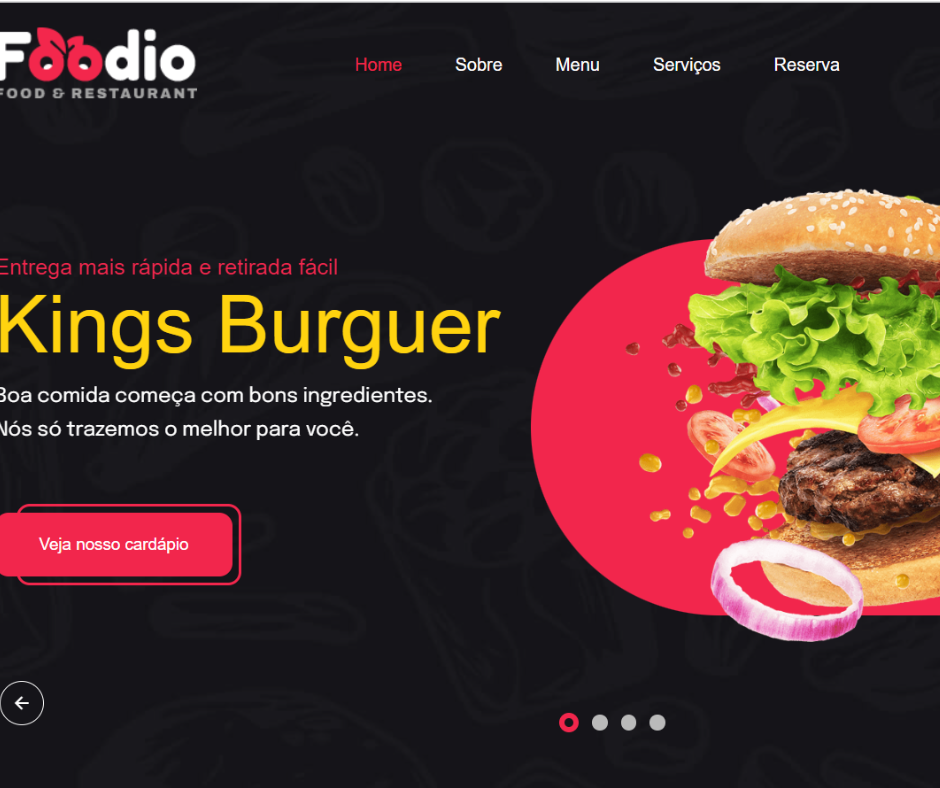 Foodio
FOOD & RESTAURANT
Home Sobre Menu Serviços Reserva
Entrega mais rápida e retirada fácil
Kings Burguer
Boa comida começa com bons ingredientes.
Nós só trazemos o melhor para você.
Veja nosso cardápio